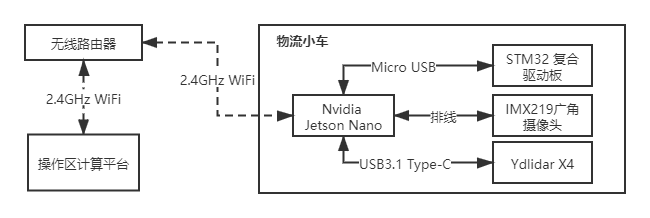 无线路由器
2.4GHz WiFi
操作区计算平台
2.4GHz WiFi
物流小车
Nvidia
Jetson Nano
Micro USB
排线
USB3.1 Type-C
STM32 复合
驱动板
IMX219广角
摄像头
Ydlidar X4